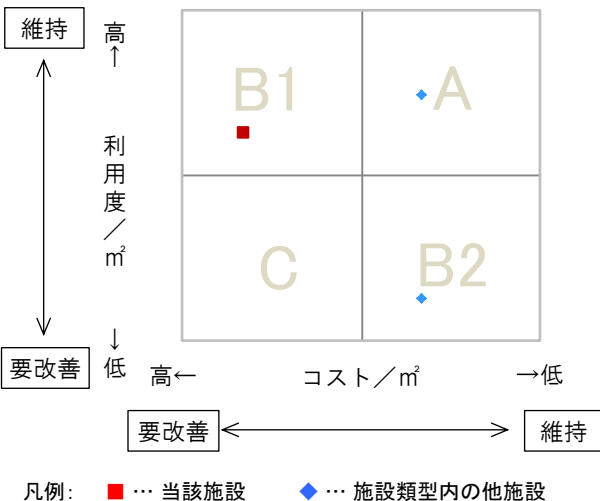 維持
高
↑
利用度／㎡
↓
低
要改善
B1
A
C
B2
高←
コスト／㎡
→低
要改善
維持
凡例: ■ … 当該施設 ◆ … 施設類型内の他施設